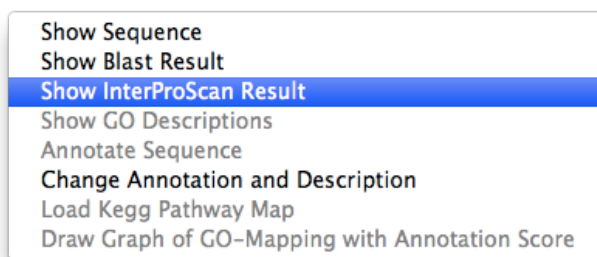 Show Sequence
Show Blast Result
Show InterProScan Result
Show GO Descriptions
Annotate Sequence
Change Annotation and Description
Load Kegg Pathway Map
Draw Graph of GO-Mapping with Annotation Score